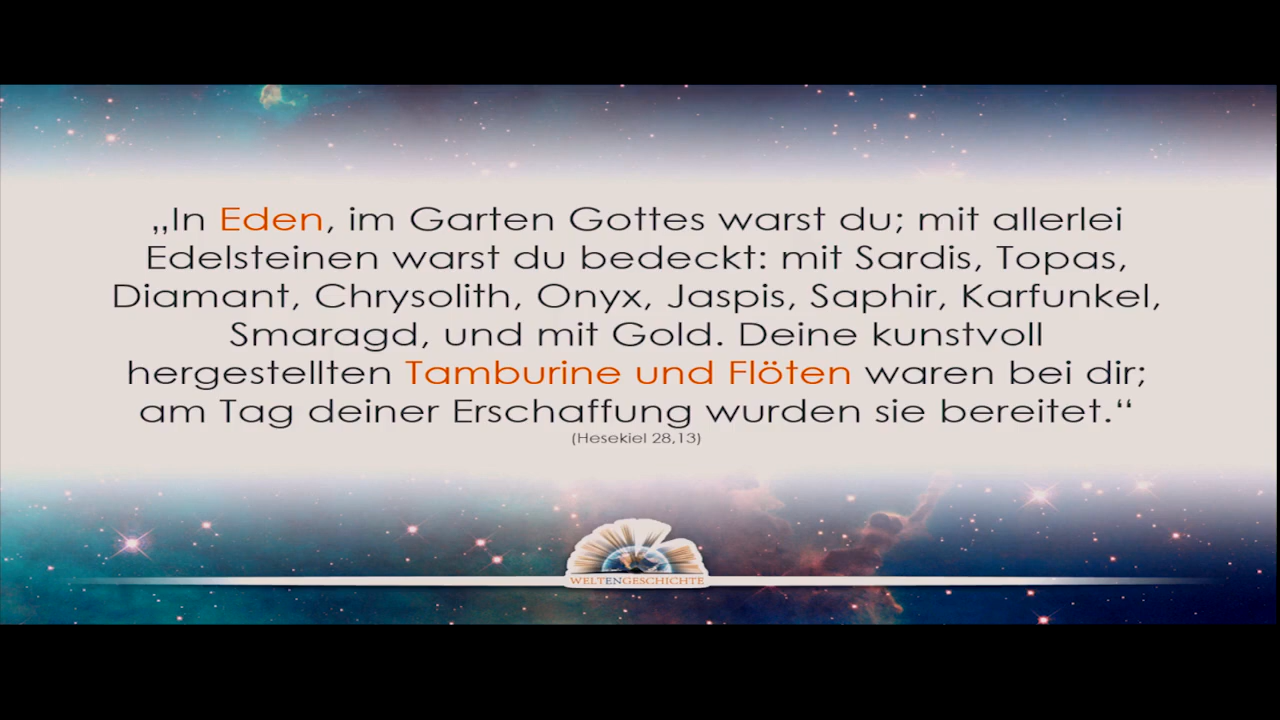 „In Eden, im Garten Gottes warst du; mit allerlei
Edelsteinen warst du bedeckt: mit Sardis, Topas,
Diamant, Chrysolith, Onyx, Jaspis, Saphir, Karfunkel,
Smaragd, und mit Gold. Deine kunstvoll
hergestellten Tamburine und Flöten waren bei dir;
am Tag deiner Erschaffung wurden sie bereitet.“
(Hesekiel 28,13)
WELTENGESCHICHTE